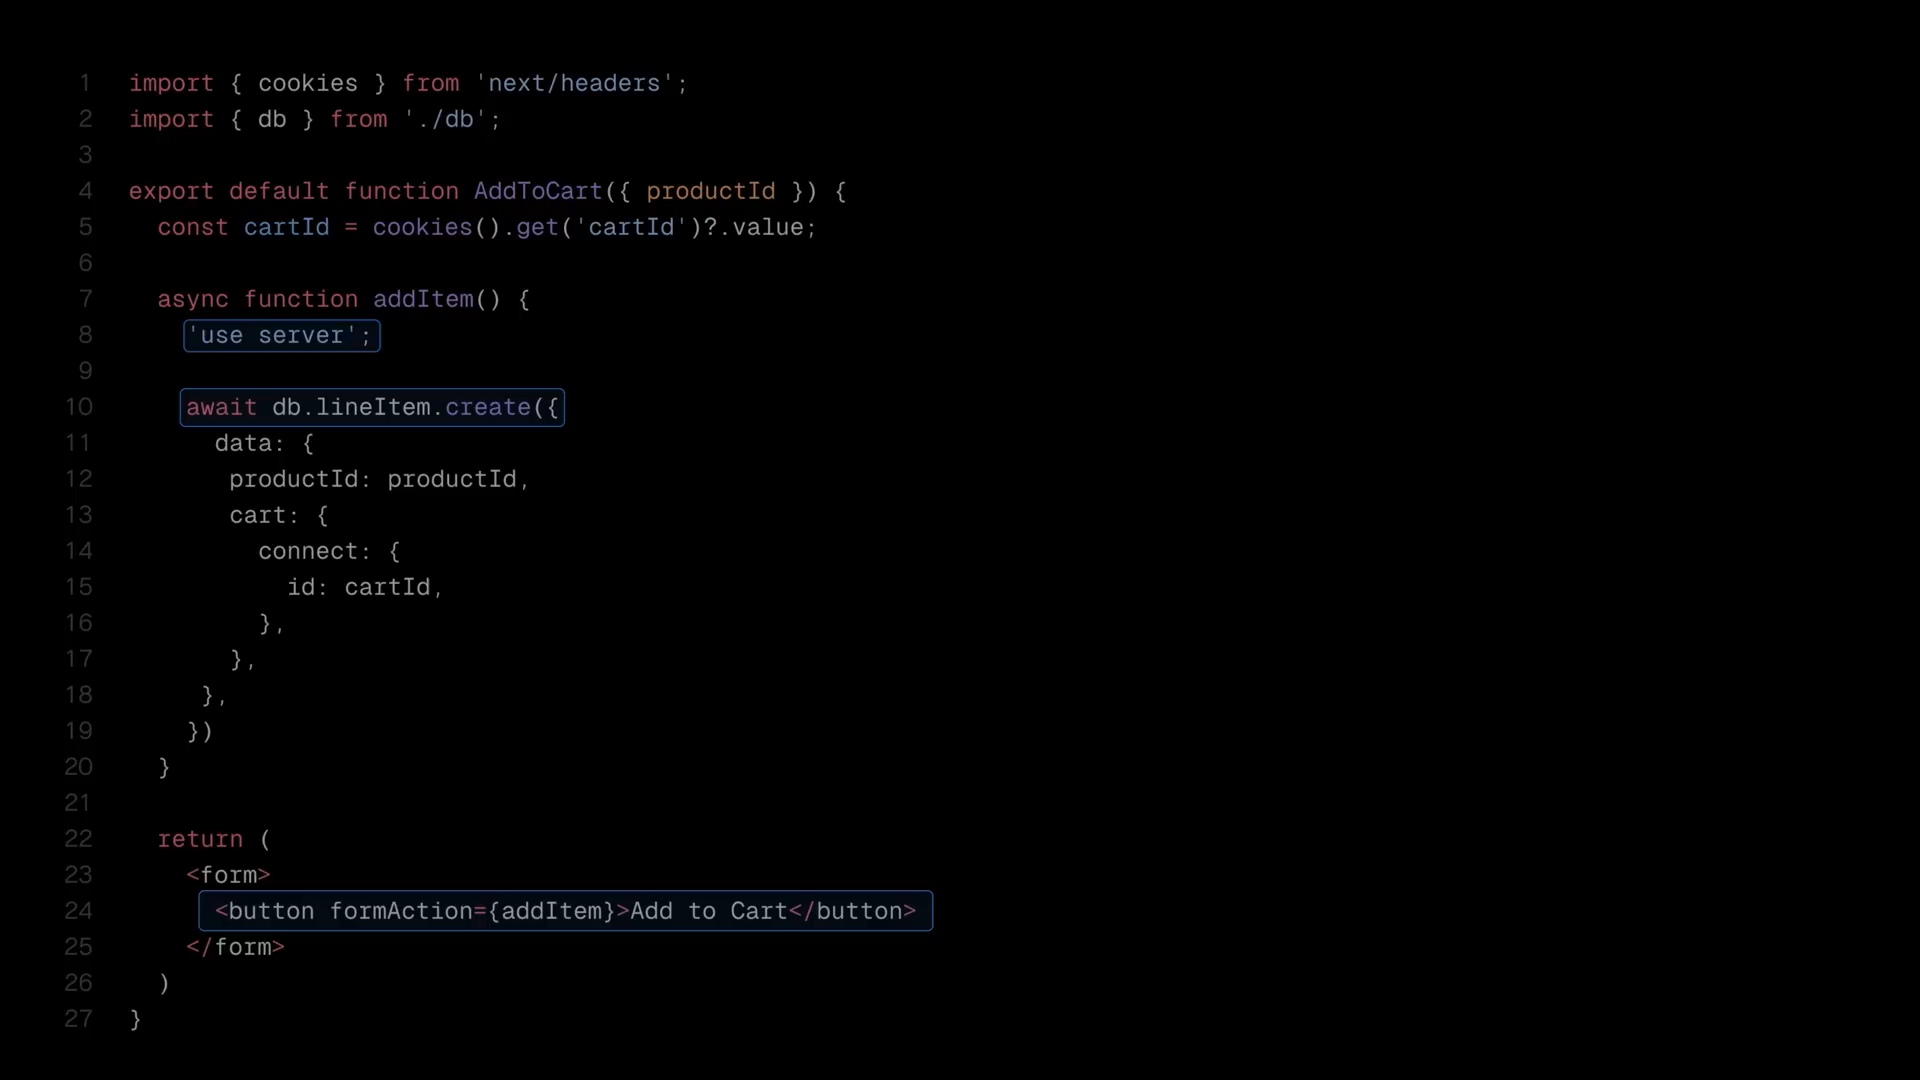 1 import { cookies } from 'next/headers';
2 import { db } from './db';
3
4 export default function AddToCart({ productId }) {
5   const cartId = cookies().get('cartId')?.value;
6
7   async function addItem() {
8     'use server';
9
10     await db.lineItem.create({
11       data: {
12        productId: productId,
13        cart: {
14          connect: {
15            id: cartId,
16          },
17        },
18      },
19     })
20   }
21
22   return (
23     <form>
24       <button formAction={addItem}>Add to Cart</button>
25     </form>
26   )
27 }